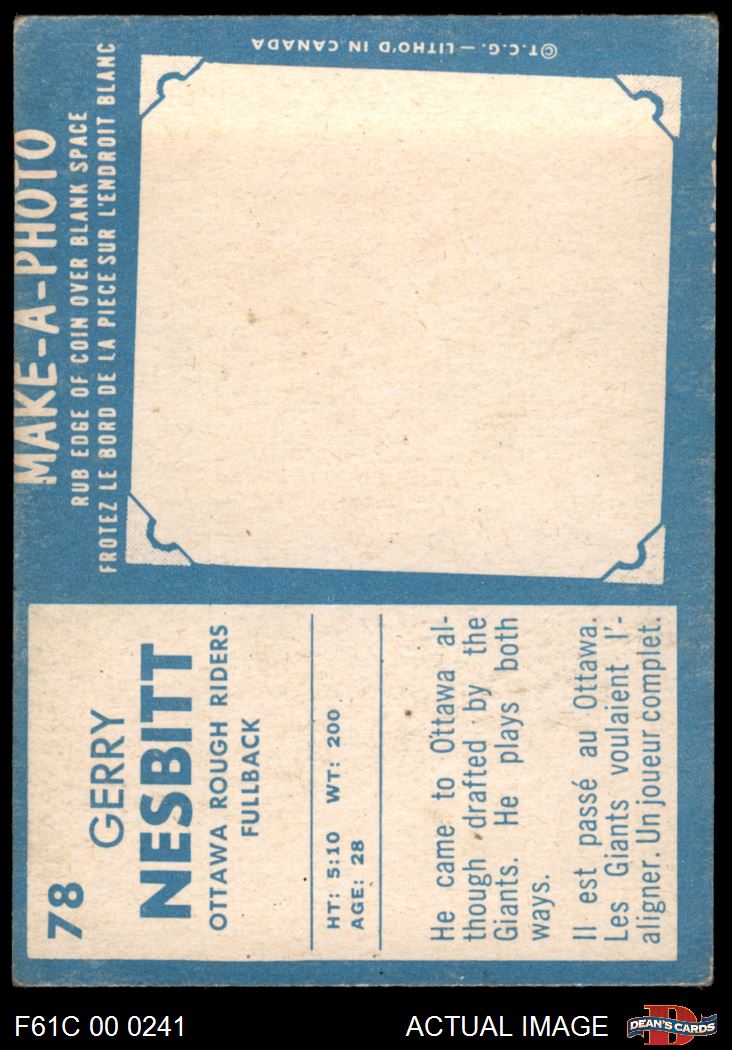 78
GERRY
NESBITT
OTTAWA ROUGH RIDERS
FULLBACK
HT: 5:10 WT: 200
AGE: 28
He came to Ottawa al-
though drafted by the
Giants. He plays both
ways.
Il est passé au Ottawa.
Les Giants voulaient l'-
aligner. Un joueur complet.
MAKE-A-PHOTO
RUB EDGE OF COIN OVER BLANK SPACE
FROTEZ LE BORD DE LA PIECE SUR L'ENDROIT BLANC
©T.C.G. — LITHO'D IN CANADA
F61C 00 0241
ACTUAL IMAGE
D
DEAN'S CARDS